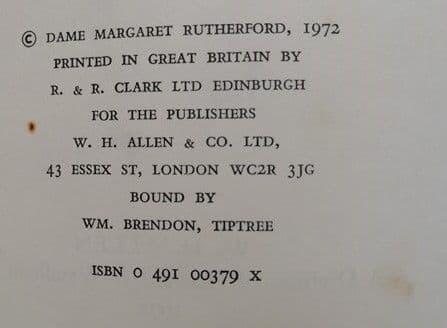 © DAME MARGARET RUTHERFORD, 1972
PRINTED IN GREAT BRITAIN BY
R. & R. CLARK LTD EDINBURGH
FOR THE PUBLISHERS
W. H. ALLEN & CO. LTD,
43 ESSEX ST, LONDON WC2R 3JG
BOUND BY
WM. BRENDON, TIPTREE
ISBN 0 491 00379 X